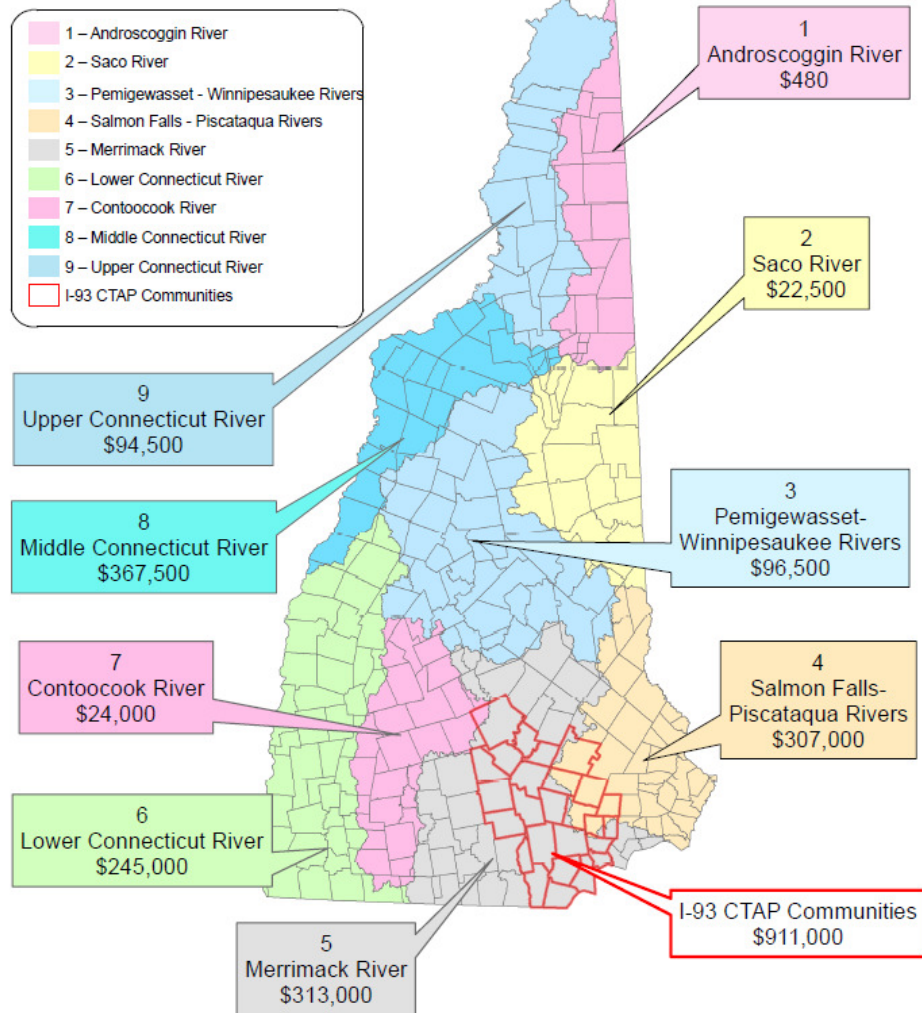 1 – Androscoggin River
2 – Saco River
3 – Pemigewasset - Winnipesaukee Rivers
4 – Salmon Falls - Piscataqua Rivers
5 – Merrimack River
6 – Lower Connecticut River
7 – Contoocook River
8 – Middle Connecticut River
9 – Upper Connecticut River
I-93 CTAP Communities
1
Androscoggin River
$480
2
Saco River
$22,500
9
Upper Connecticut River
$94,500
3
Pemigewasset-
Winnipesaukee Rivers
$96,500
8
Middle Connecticut River
$367,500
7
Contoocook River
$24,000
4
Salmon Falls-
Piscataqua Rivers
$307,000
6
Lower Connecticut River
$245,000
I-93 CTAP Communities
$911,000
5
Merrimack River
$313,000